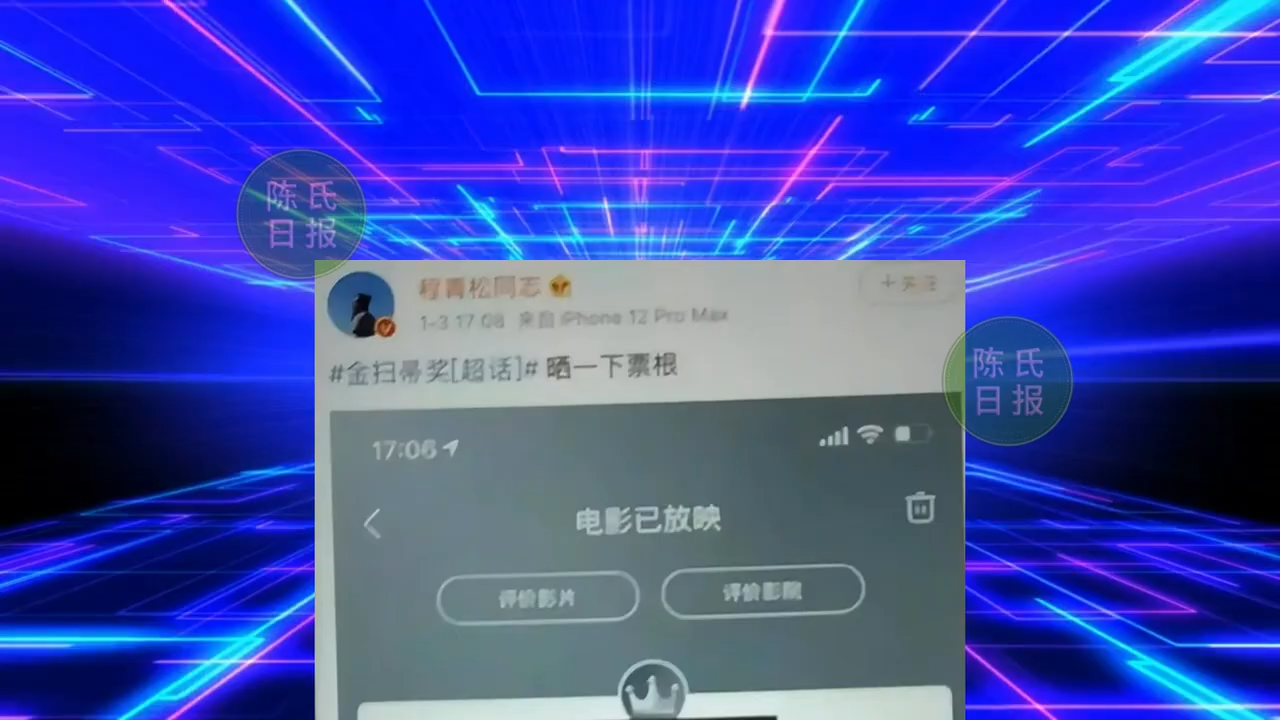 陈氏
日报
程青松同志
+关注
1-3 17:08 来自 iPhone 12 Pro Max
#金扫帚奖[超话]# 晒一下票根
陈氏
日报
17:06
电影已放映
评价影片
评价影院